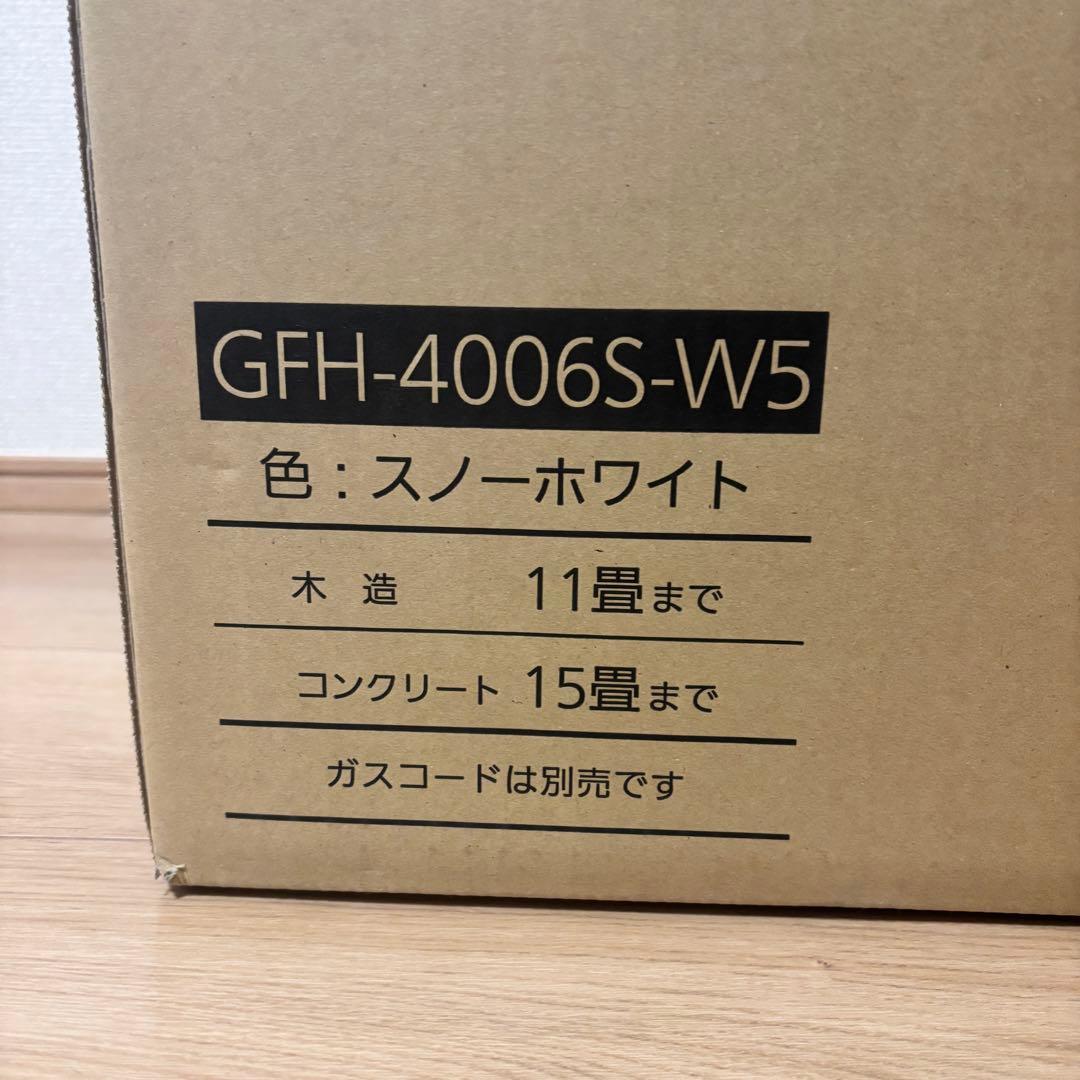 GFH-4006S-W5
色:スノーホワイト
木造 11畳まで
コンクリート 15畳まで
ガスコードは別売です